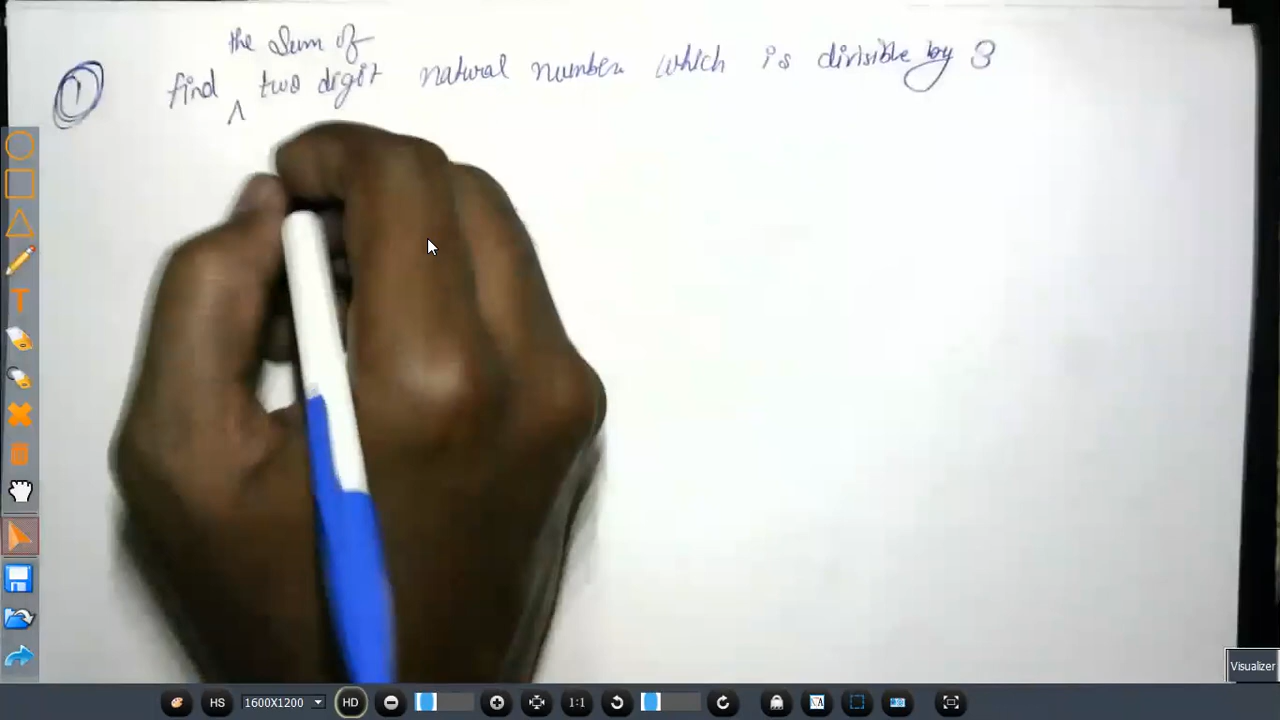 the Sum of
① find ^ two digit natural number which is divisible by 3
T
Visualizer
HS
1600X1200
HD
1:1